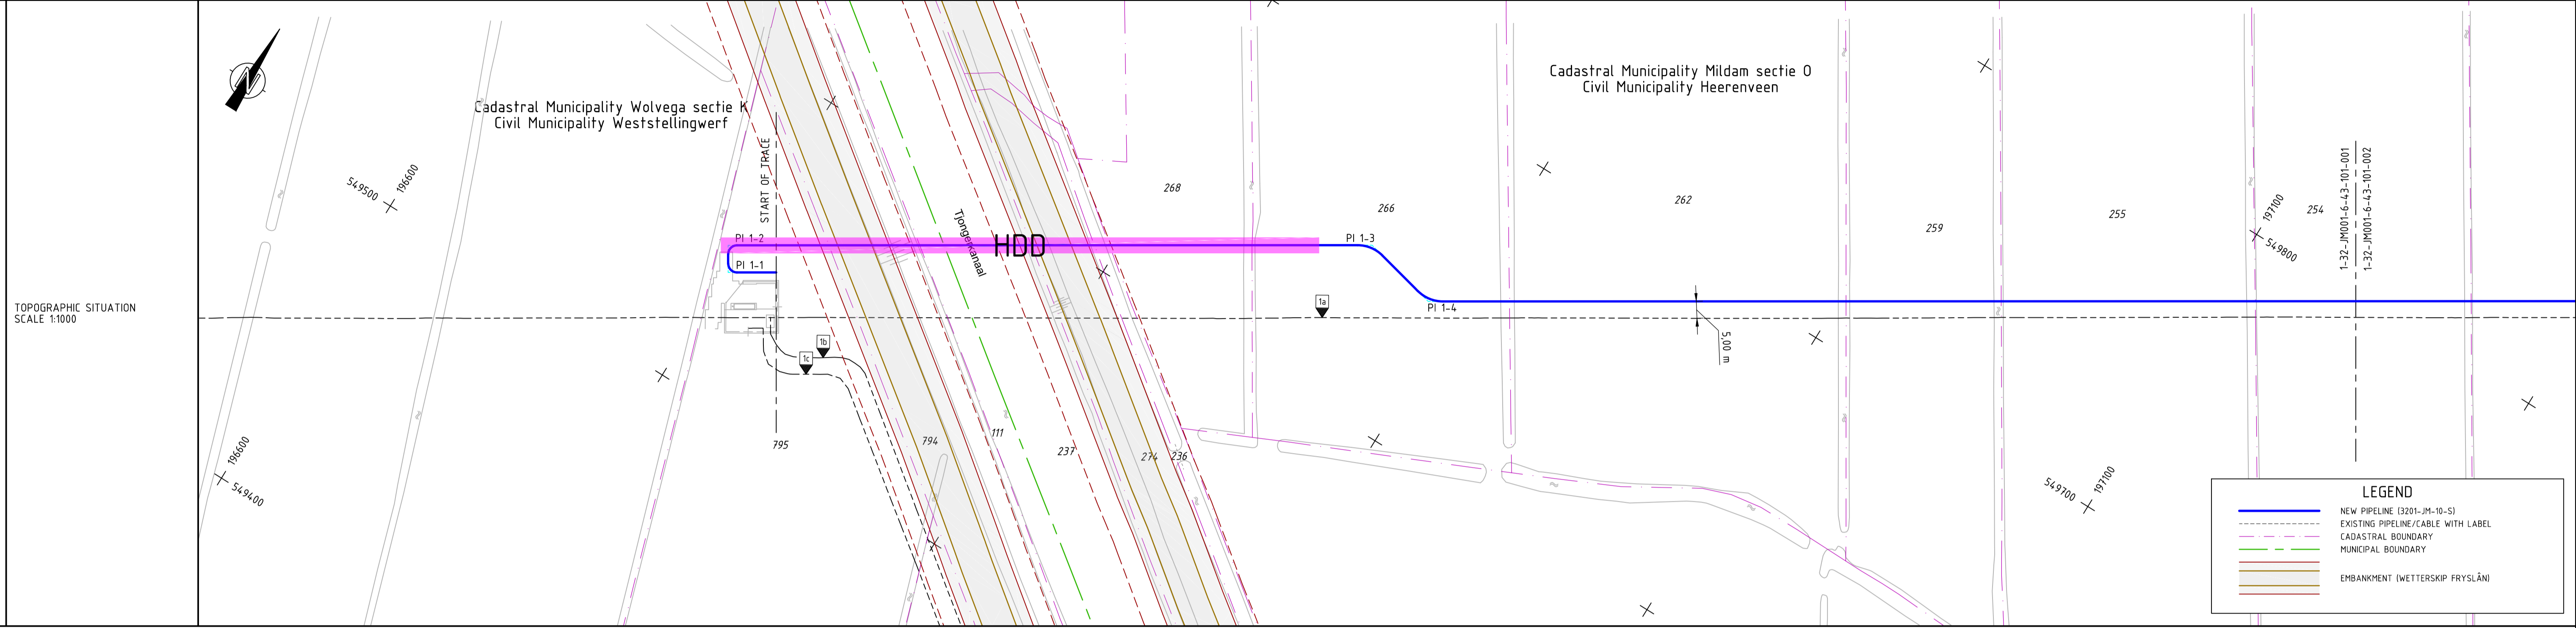 TOPOGRAPHIC SITUATION
SCALE 1:1000
N
Cadastral Municipality Wolvega sectie K
Civil Municipality Weststellingwerf
Cadastral Municipality Mildam sectie O
Civil Municipality Heerenveen
549500
196600
196600
549400
START OF TRACE
PI 1-2
PI 1-1
HDD
Tjongerkanaal
PI 1-3
PI 1-4
1a
1b
1c
5,00 m
268
266
262
259
255
254
795
794
111
237
274
236
197100
549800
549700
197100
1-32-JM001-6-43-101-001
1-32-JM001-6-43-101-002
LEGEND
NEW PIPELINE (3201-JM-10-S)
EXISTING PIPELINE/CABLE WITH LABEL
CADASTRAL BOUNDARY
MUNICIPAL BOUNDARY
EMBANKMENT (WETTERSKIP FRYSLÂN)